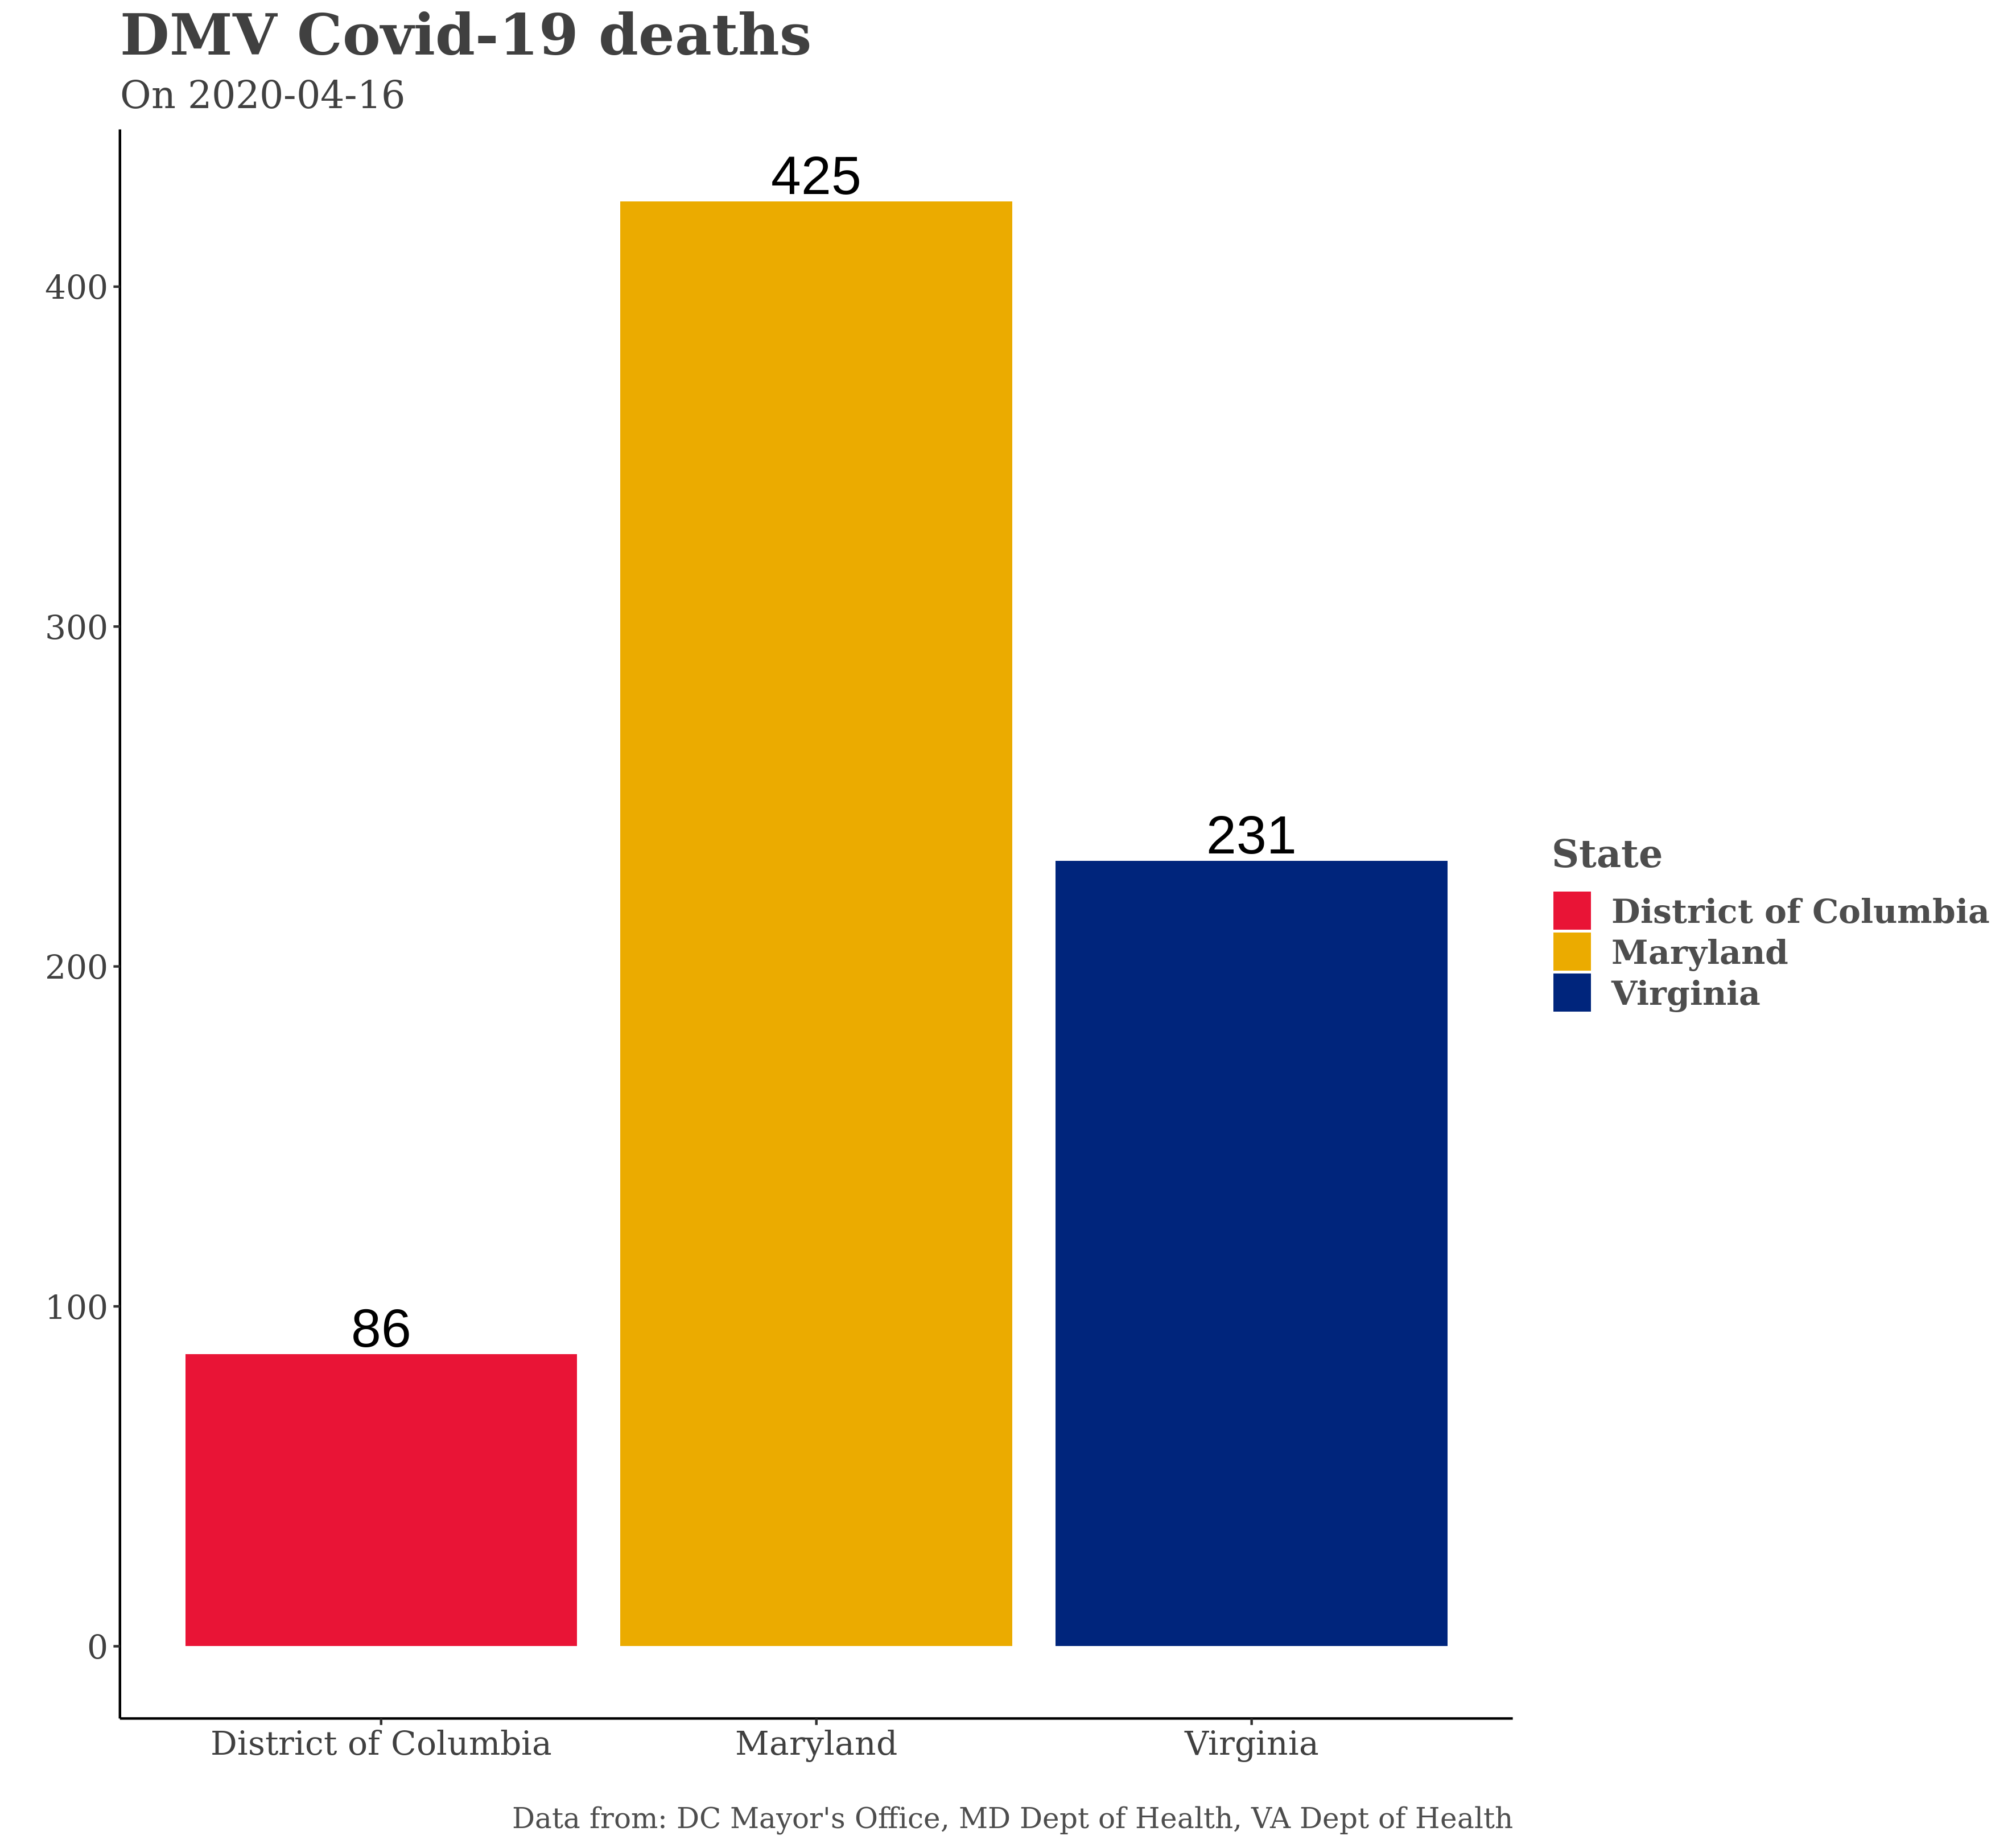 DMV Covid-19 deaths
On 2020-04-16
425
400
300
231
State
District of Columbia
Maryland
Virginia
200
100
86
0
District of Columbia Maryland Virginia
Data from: DC Mayor's Office, MD Dept of Health, VA Dept of Health